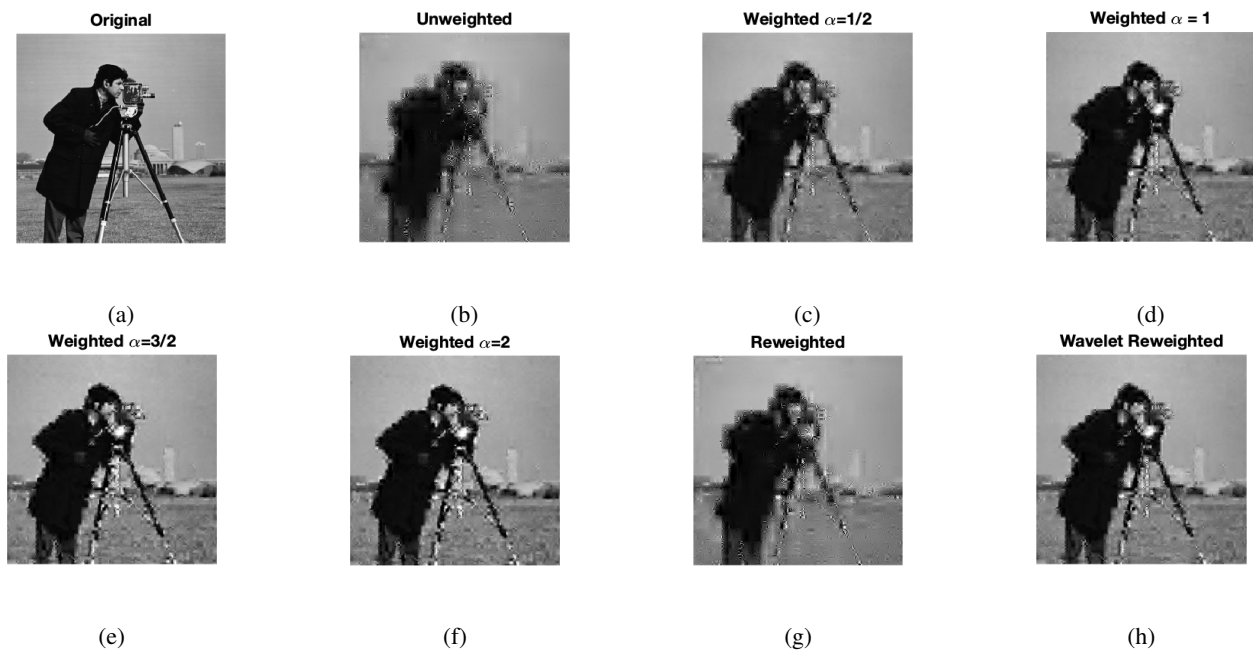 Original
Unweighted
Weighted α=1/2
Weighted α = 1
(a)
(b)
(c)
(d)
Weighted α=3/2
Weighted α=2
Reweighted
Wavelet Reweighted
(e)
(f)
(g)
(h)